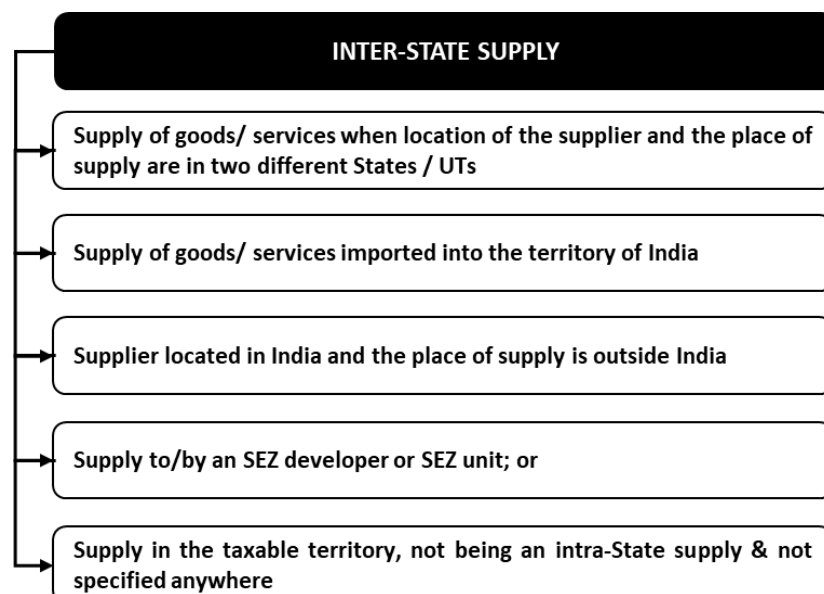 INTER-STATE SUPPLY
Supply of goods/ services when location of the supplier and the place of
supply are in two different States / UTs
Supply of goods/ services imported into the territory of India
Supplier located in India and the place of supply is outside India
Supply to/by an SEZ developer or SEZ unit; or
Supply in the taxable territory, not being an intra-State supply & not
specified anywhere